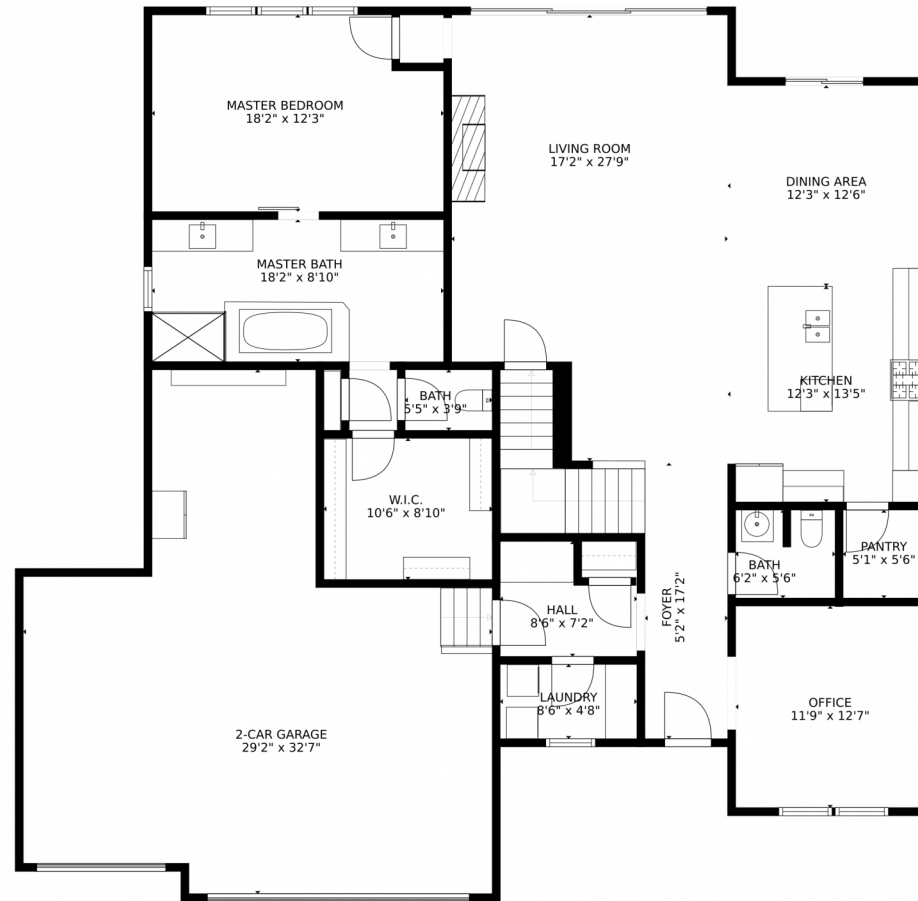 MASTER BEDROOM
18'2" x 12'3"
LIVING ROOM
17'2" x 27'9"
DINING AREA
12'3" x 12'6"
MASTER BATH
18'2" x 8'10"
KITCHEN
12'3" x 13'5"
BATH
5'5" x 3'9"
W.I.C.
10'6" x 8'10"
BATH
6'2" x 5'6"
PANTRY
5'1" x 5'6"
HALL
8'6" x 7'2"
FOYER
5'2" x 17'2"
LAUNDRY
8'6" x 4'8"
OFFICE
11'9" x 12'7"
2-CAR GARAGE
29'2" x 32'7"